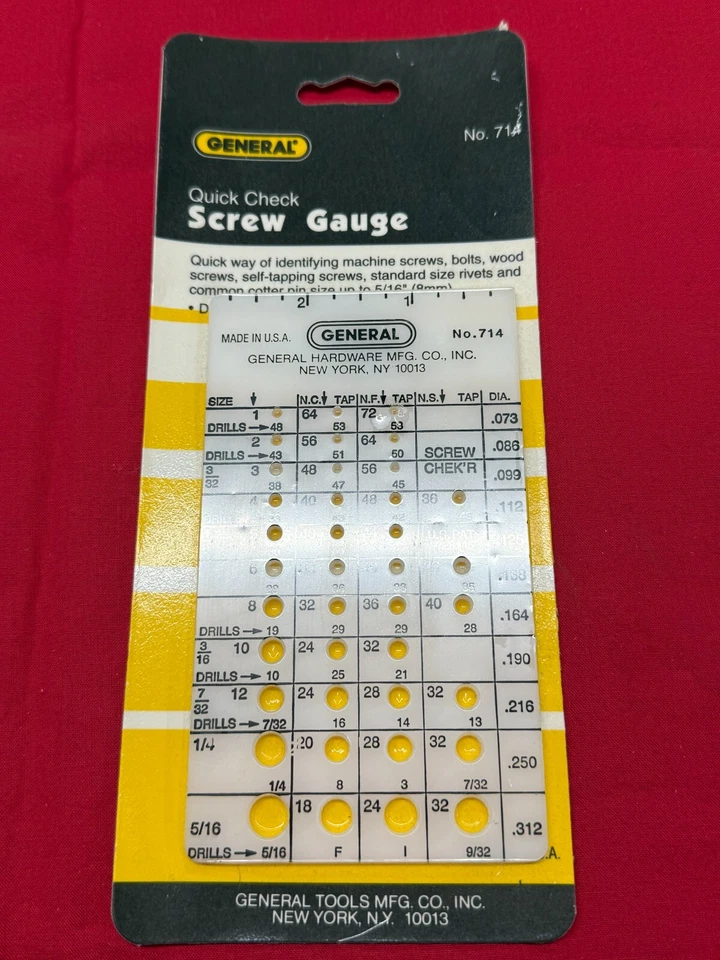 GENERAL®
No. 714
Quick Check
Screw Gauge
Quick way of identifying machine screws, bolts, wood
screws, self-tapping screws, standard size rivets and
common cotter pin size up to 5/16" (8mm)
• D
2 1
MADE IN U.S.A. GENERAL No.714
GENERAL HARDWARE MFG. CO., INC.
NEW YORK, NY 10013
SIZE N.C. TAP N.F. TAP N.S. TAP DIA.
1 64 72 .073
DRILLS → 48 53 53
2 56 64 .086
DRILLS → 43 51 50 SCREW
3/32 3 48 56 CHEK'R .099
38 47 45
4 40 48 36 .112
.125
6 .138
8 32 36 40 .164
DRILLS → 19 29 29 28
3/16 10 24 32 .190
DRILLS → 10 25 21
7/32 12 24 28 32 .216
DRILLS → 7/32 16 14 13
1/4 20 28 32 .250
1/4 8 3 7/32
5/16 18 24 32 .312
DRILLS → 5/16 F I 9/32
.A.
GENERAL TOOLS MFG. CO., INC.
NEW YORK, N.Y. 10013